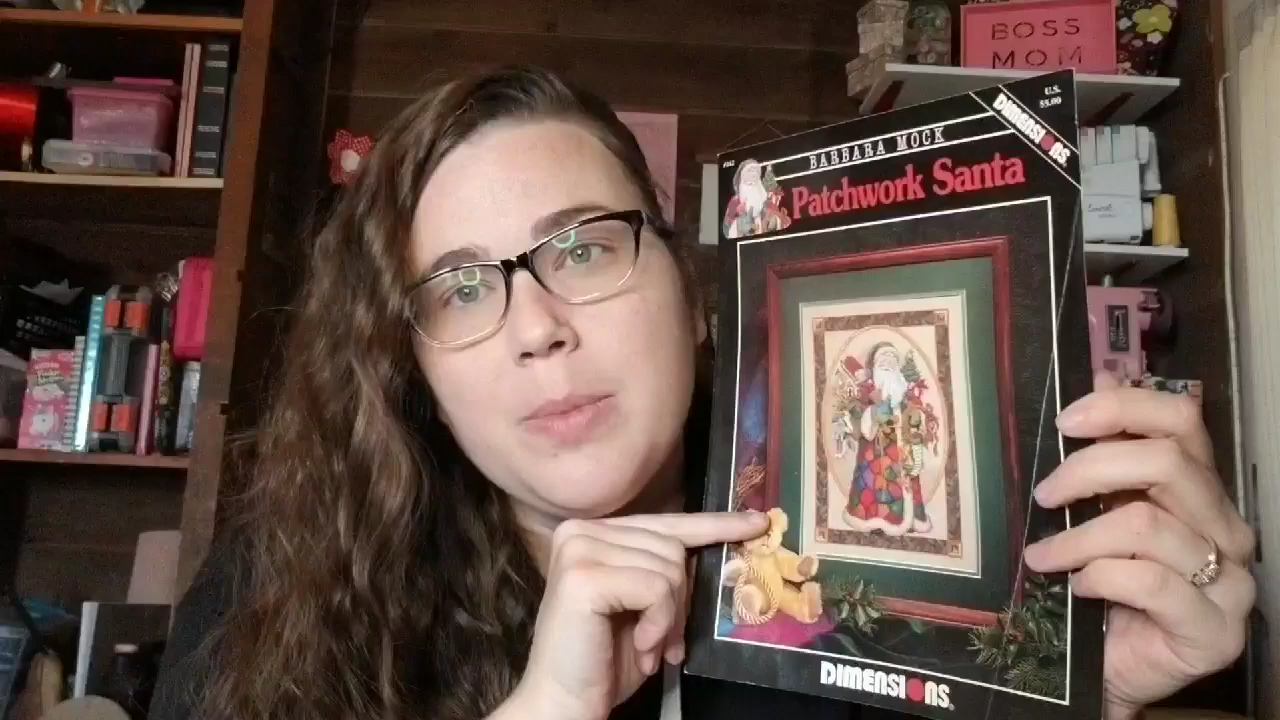 BOSS
MOM
U.S.
$5.00
DIMENSIONS
BARBARA MOCK
Patchwork Santa
DIMENSIONS